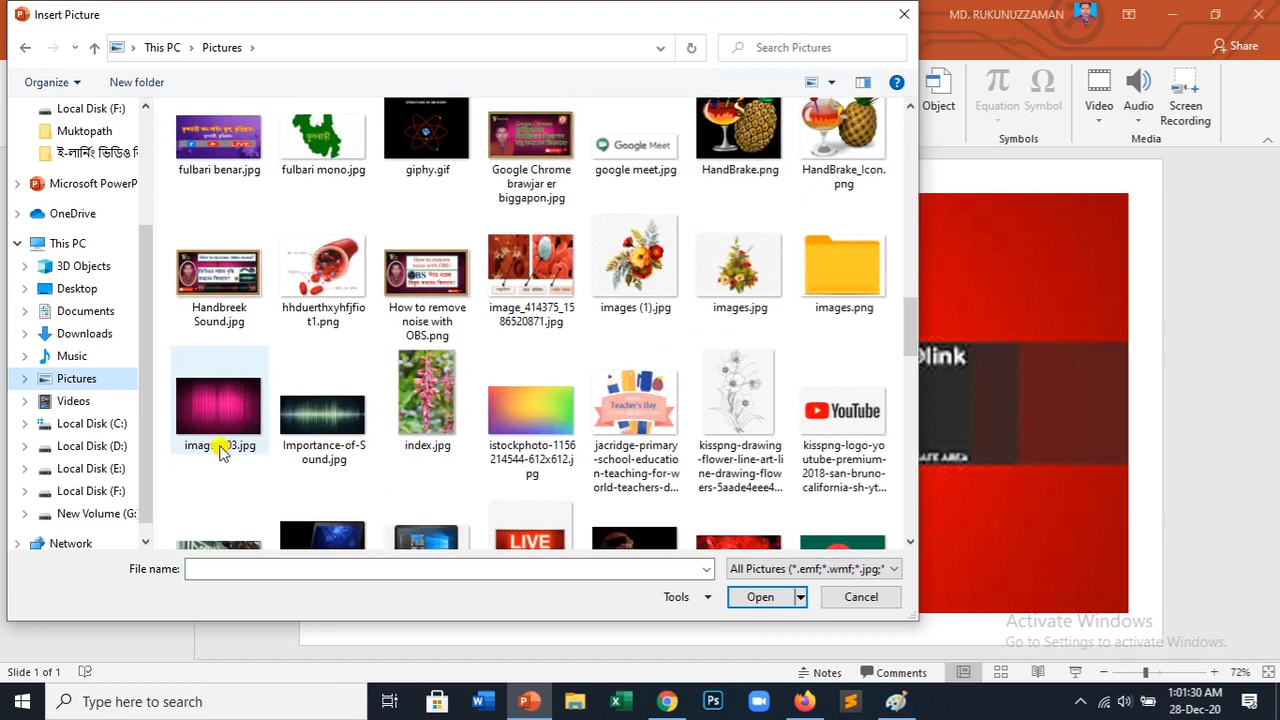 Insert Picture
MD. RUKUNUZZAMAN
This PC > Pictures >
Search Pictures
Share
Organize
New folder
Object
Equation
Symbol
Video
Audio
Screen
Recording
Symbols
Media
Local Disk (F:)
Muktopath
ই-লার্নিং ভিডিও
Microsoft PowerP
OneDrive
This PC
3D Objects
Desktop
Documents
Downloads
Music
Pictures
Videos
Local Disk (C:)
Local Disk (D:)
Local Disk (E:)
Local Disk (F:)
New Volume (G:
Network
Google Meet
fulbari benar.jpg
fulbari mono.jpg
giphy.gif
Google Chrome
brawjar er
biggapon.jpg
google meet.jpg
HandBrake.png
HandBrake_Icon.
png
Handbreek
Sound.jpg
hhduerthxyhfjfio
t1.png
How to remove
noise with
OBS.png
image_414375_15
86520871.jpg
images (1).jpg
images.jpg
images.png
Teacher's Day
YouTube
Importance-of-S
ound.jpg
index.jpg
istockphoto-1156
214544-612x612.j
pg
jacridge-primary
-school-education
-teaching-for-w
orld-teachers-d...
kisspng-drawing
-flower-line-art-li
ne-drawing-flow
ers-5aade4eee4...
kisspng-logo-yo
utube-premium-
2018-san-bruno-
california-sh-yt...
LIVE
link
File name:
All Pictures (*.emf;*.wmf;*.jpg;*
Tools
Open
Cancel
Activate Windows
Go to Settings to activate Windows.
Slide 1 of 1
Notes
Comments
72%
Type here to search
1:01:30 AM
28-Dec-20